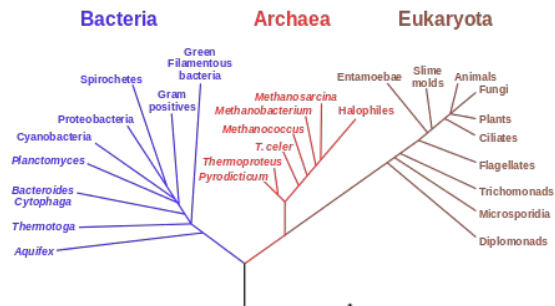 Bacteria
Archaea
Eukaryota
Green
Filamentous
bacteria
Spirochetes
Gram
positives
Proteobacteria
Cyanobacteria
Planctomyces
Bacteroides
Cytophaga
Thermotoga
Aquifex
Methanosarcina
Methanobacterium
Halophiles
Methanococcus
T. celer
Thermoproteus
Pyrodicticum
Entamoebae
Slime
molds
Animals
Fungi
Plants
Ciliates
Flagellates
Trichomonads
Microsporidia
Diplomonads